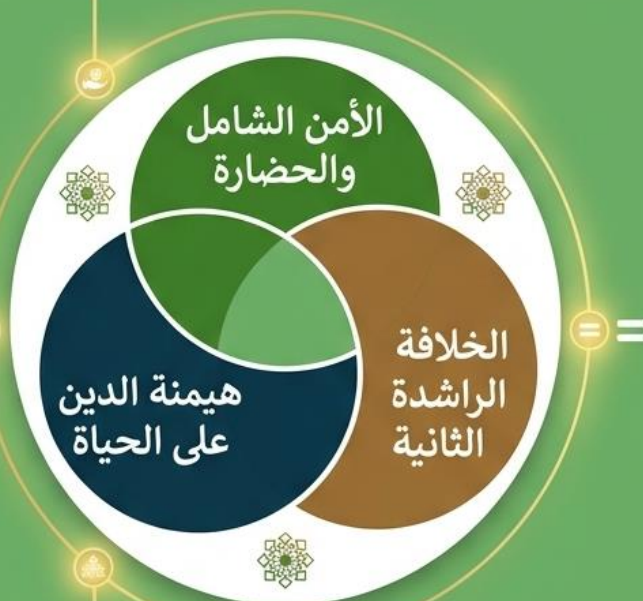 الأمن الشامل
والحضارة
الخلافة
الراشدة
الثانية
هيمنة الدين
على الحياة
=